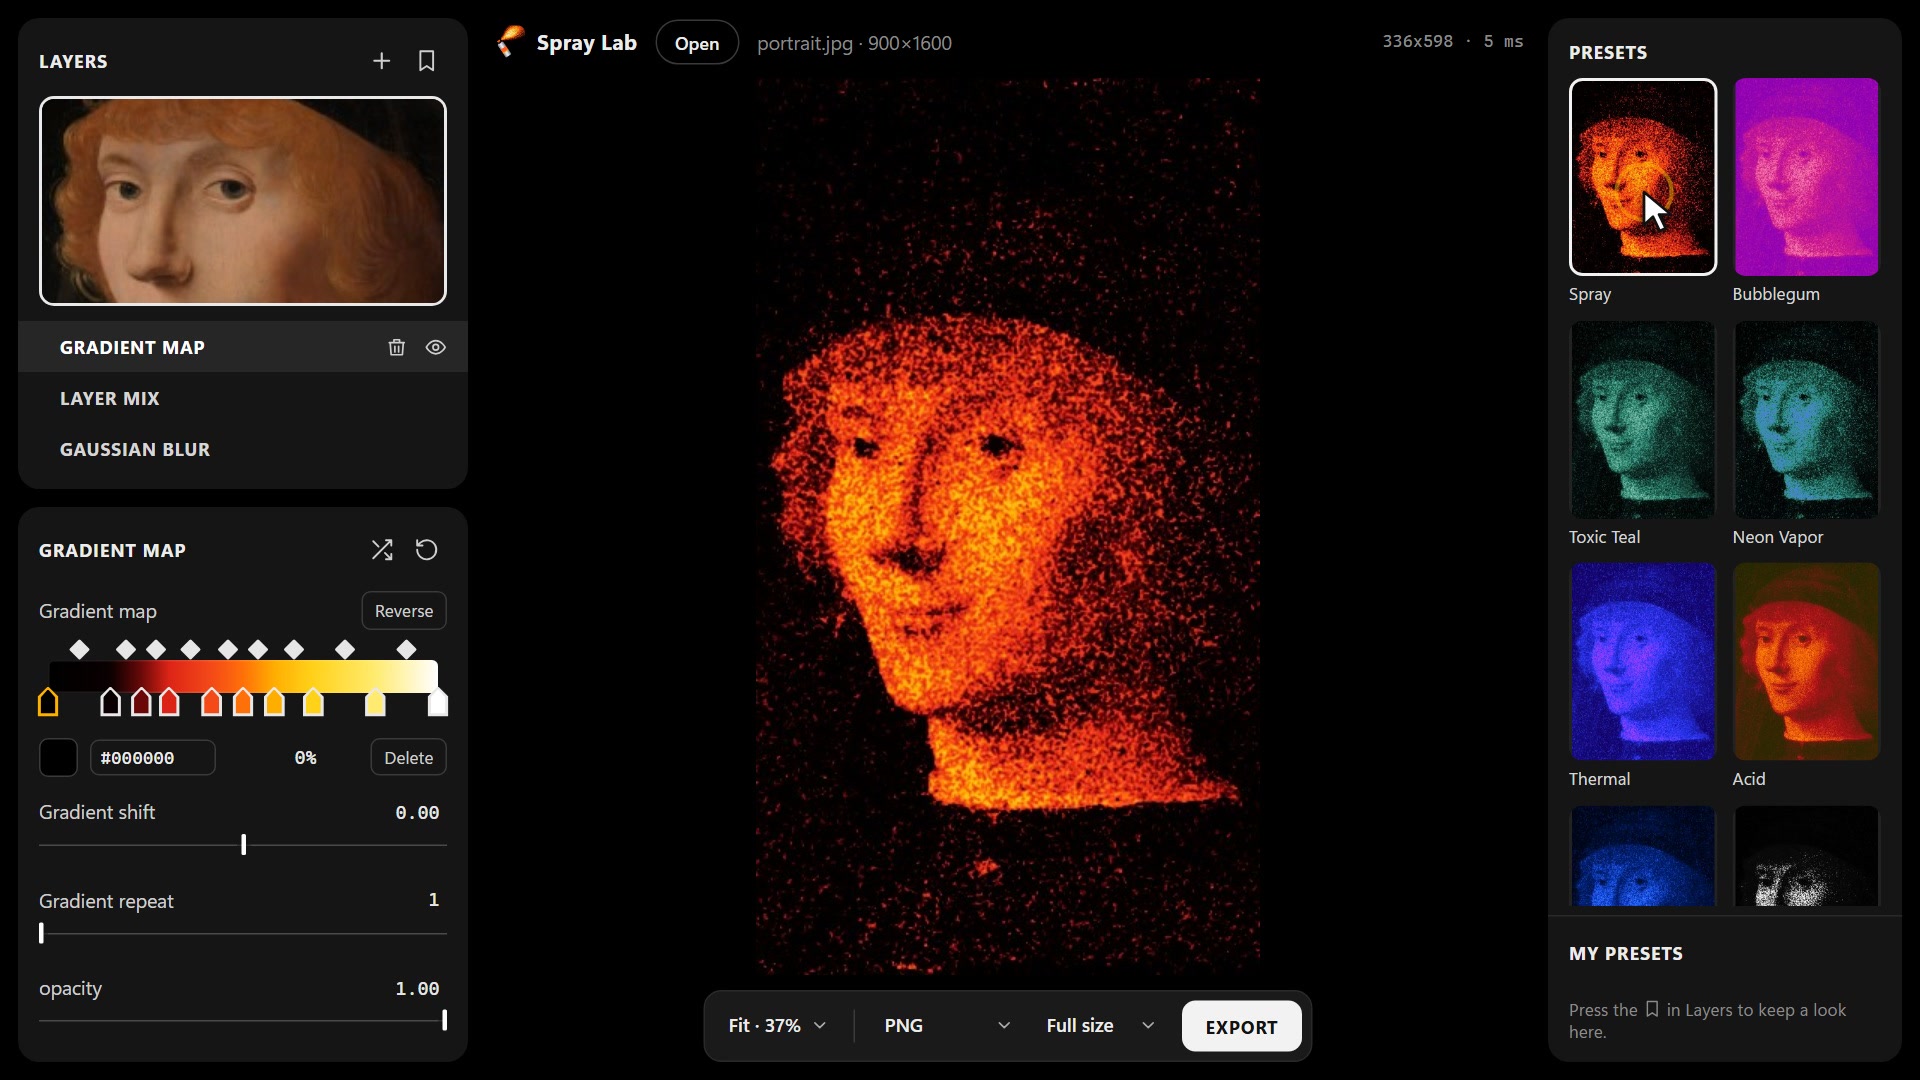 LAYERS
GRADIENT MAP
LAYER MIX
GAUSSIAN BLUR
GRADIENT MAP
Gradient map
Reverse
#000000
0%
Delete
Gradient shift
0.00
Gradient repeat
1
opacity
1.00
Spray Lab
Open
portrait.jpg · 900×1600
336x598 · 5 ms
Fit · 37%
PNG
Full size
EXPORT
PRESETS
Spray
Bubblegum
Toxic Teal
Neon Vapor
Thermal
Acid
MY PRESETS
Press the in Layers to keep a look
here.